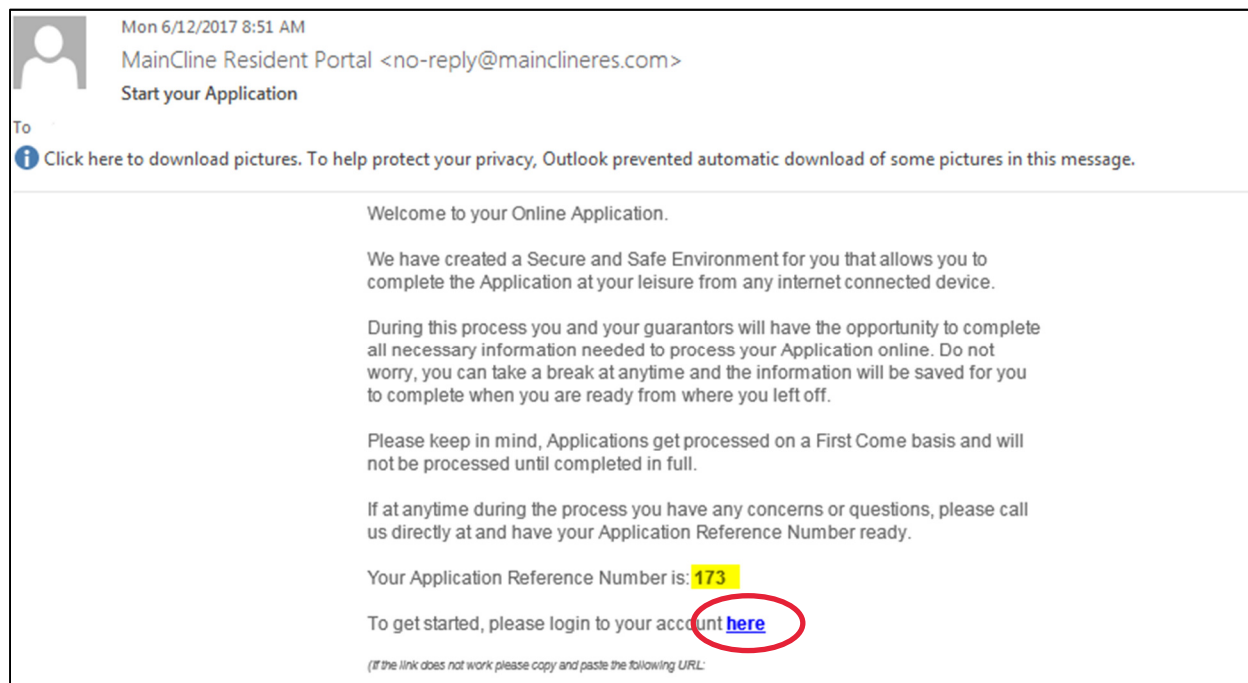 Mon 6/12/2017 8:51 AM
MainCline Resident Portal <no-reply@mainclineres.com>
Start your Application
To
Click here to download pictures. To help protect your privacy, Outlook prevented automatic download of some pictures in this message.
Welcome to your Online Application.
We have created a Secure and Safe Environment for you that allows you to
complete the Application at your leisure from any internet connected device.
During this process you and your guarantors will have the opportunity to complete
all necessary information needed to process your Application online. Do not
worry, you can take a break at anytime and the information will be saved for you
to complete when you are ready from where you left off.
Please keep in mind, Applications get processed on a First Come basis and will
not be processed until completed in full.
If at anytime during the process you have any concerns or questions, please call
us directly at and have your Application Reference Number ready.
Your Application Reference Number is: 173
To get started, please login to your account here
(If the link does not work please copy and paste the following URL: